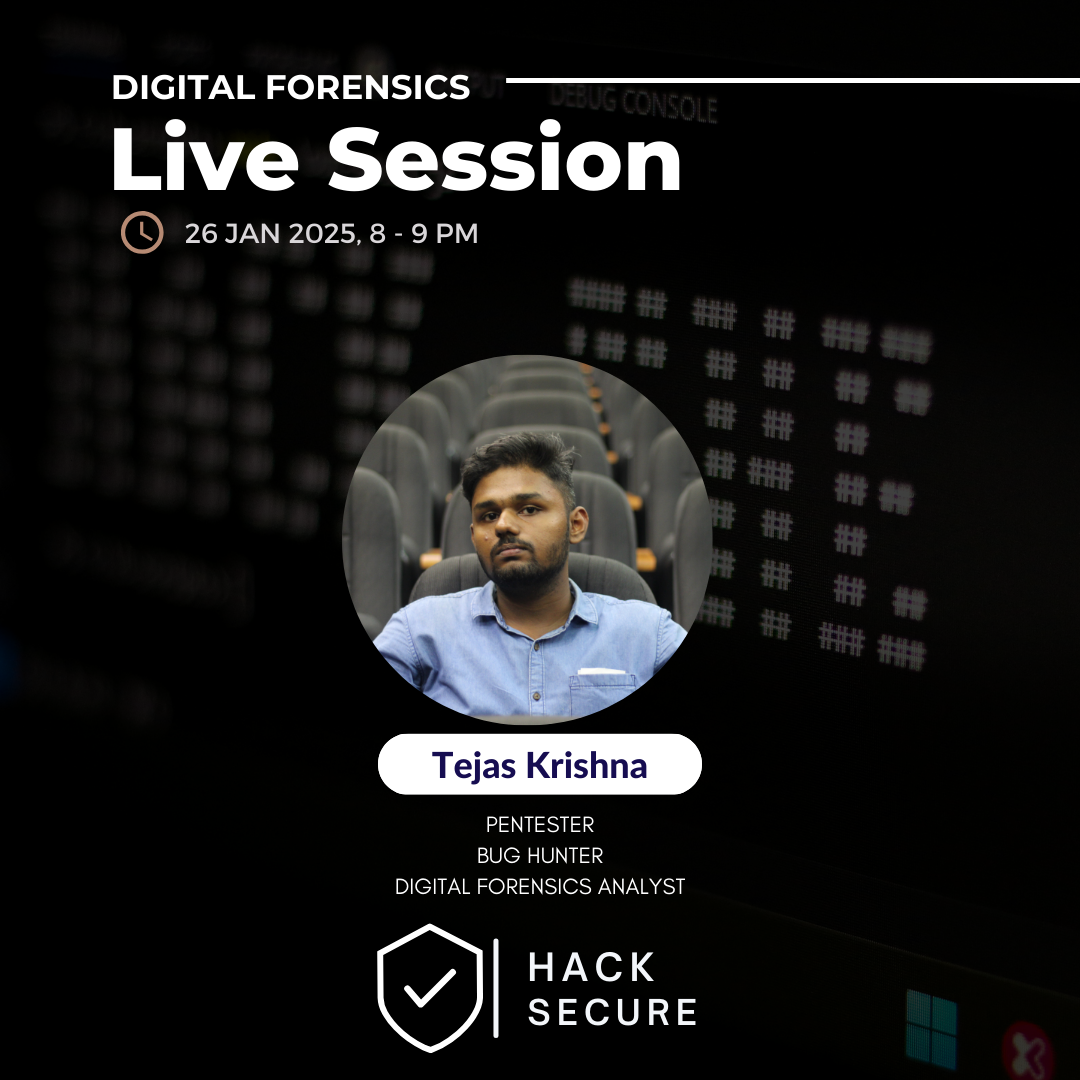 DIGITAL FORENSICS
DEBUG CONSOLE
Live Session
26 JAN 2025, 8 - 9 PM
Tejas Krishna
PENTESTER
BUG HUNTER
DIGITAL FORENSICS ANALYST
HACK
SECURE